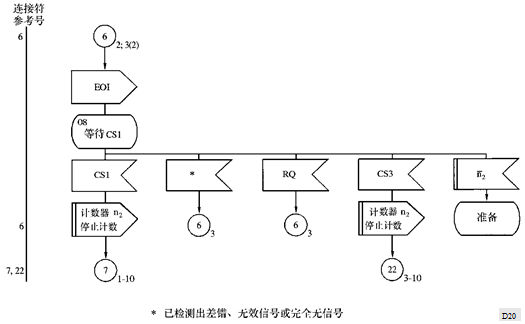 连接符
参考号
6
6
2; 3(2)
EOI
08
等待 CS1
CS1
*
RQ
CS3
n̄₂
计数器 n₂
停止计数
6
3
6
3
计数器 n₂
停止计数
准备
6
7, 22
7
1-10
22
3-10
* 已检测出差错、无效信号或完全无信号
D20